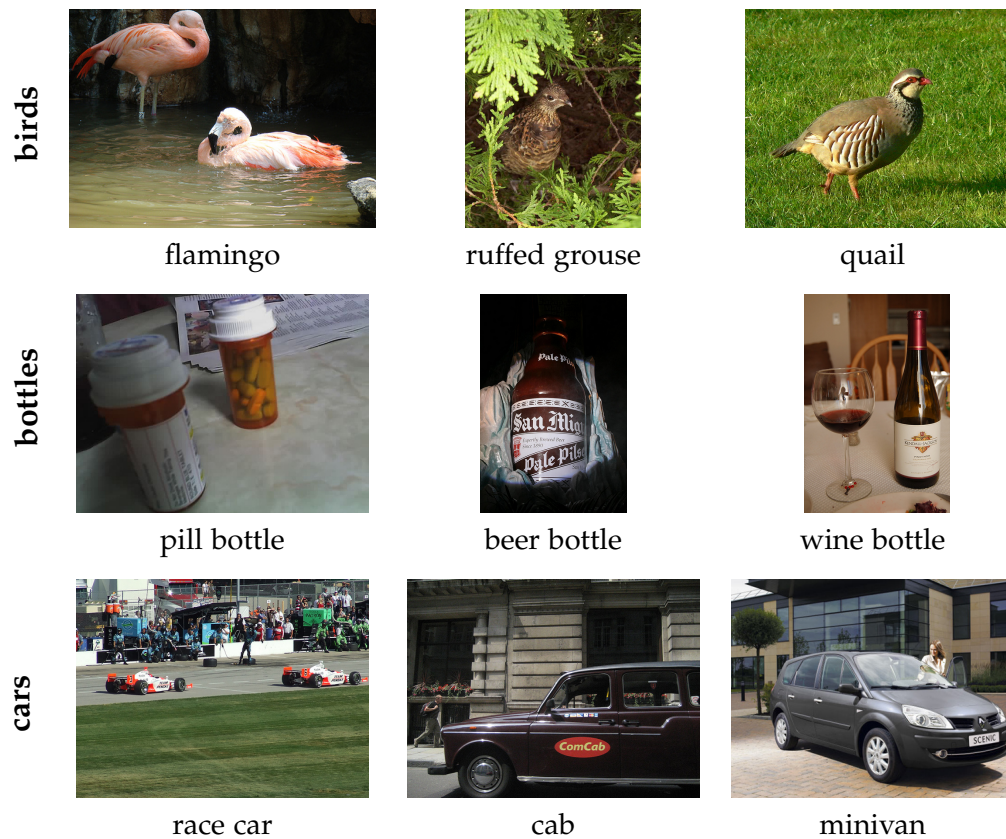 birds
flamingo
ruffed grouse
quail
bottles
Pale Pils
San Mig
Pale Pilse
pill bottle
beer bottle
wine bottle
cars
ComCab
SCENIC
race car
cab
minivan